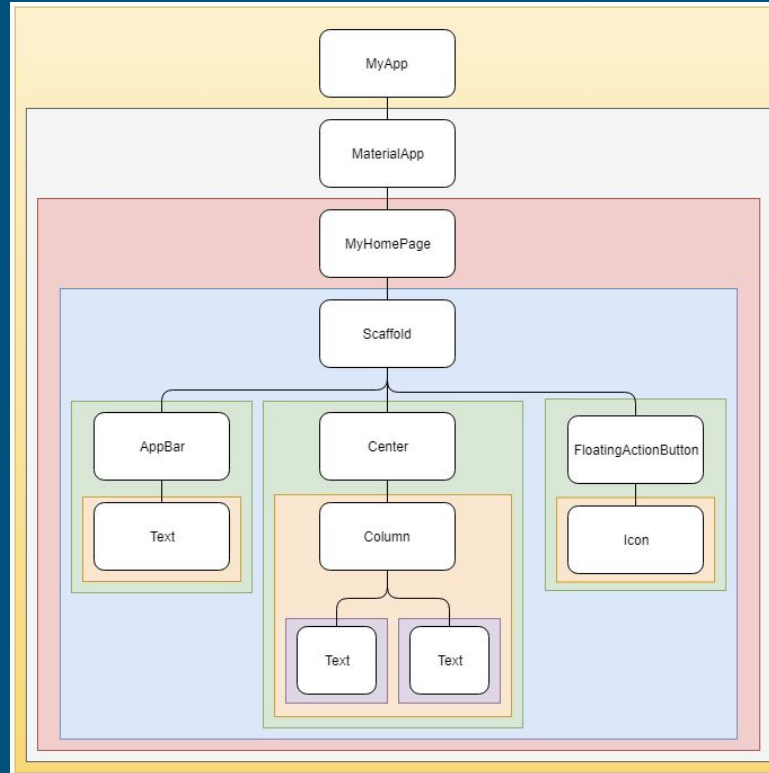 MyApp
MaterialApp
MyHomePage
Scaffold
AppBar
Center
FloatingActionButton
Text
Column
Icon
Text
Text